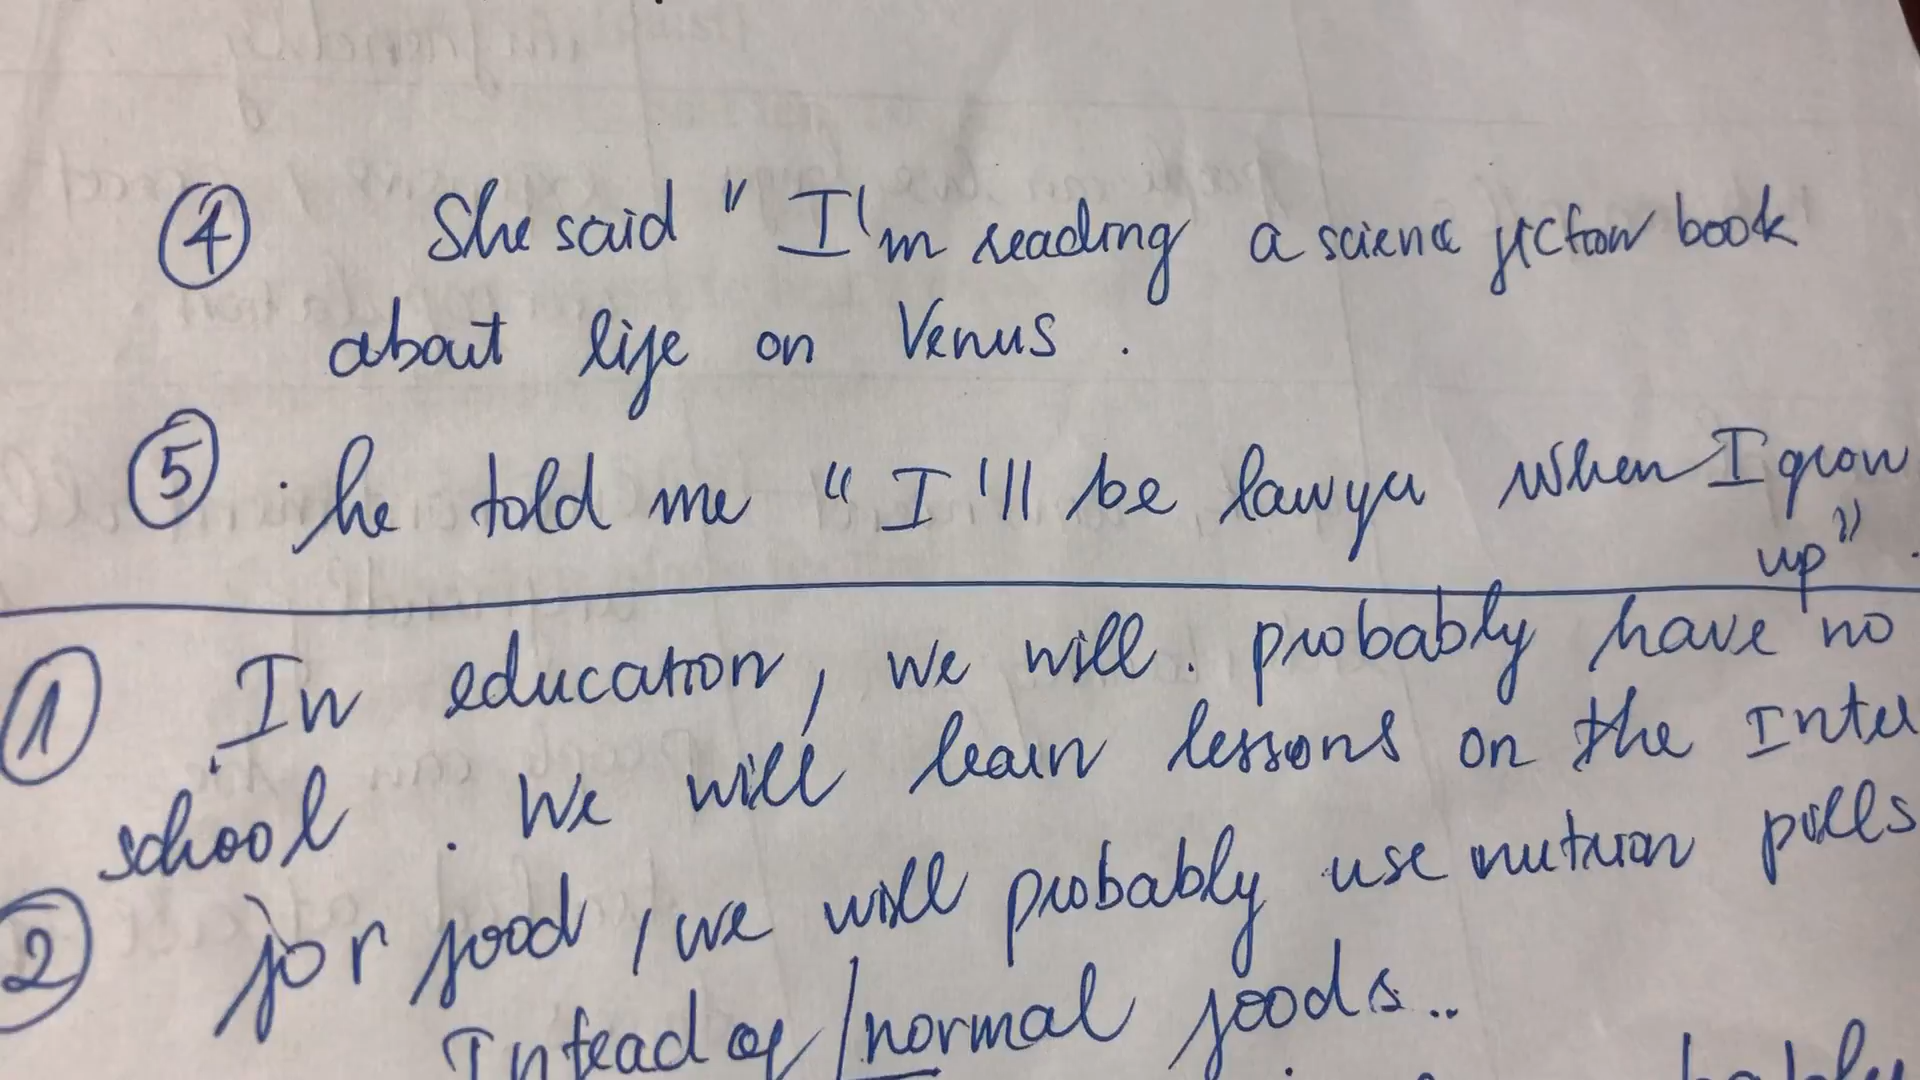 ④ She said " I'm reading a science fiction book
about life on Venus .
⑤ . he told me “ I'll be lawyer when I grow
up” .
① In education, we will . probably have no
school . We will learn lessons on the Inter
② for food , we will probably use nutrion pills
Intead of / normal foods..
bably